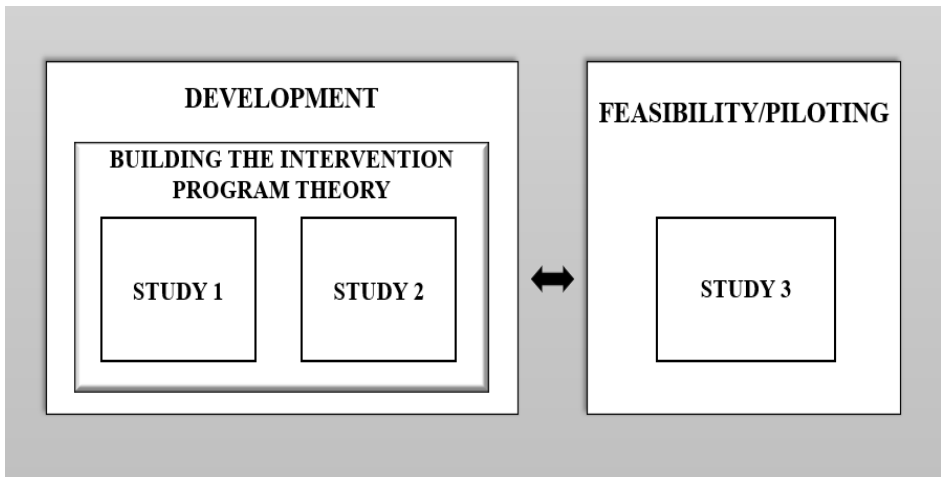 DEVELOPMENT
BUILDING THE INTERVENTION
PROGRAM THEORY
STUDY 1
STUDY 2
FEASIBILITY/PILOTING
STUDY 3